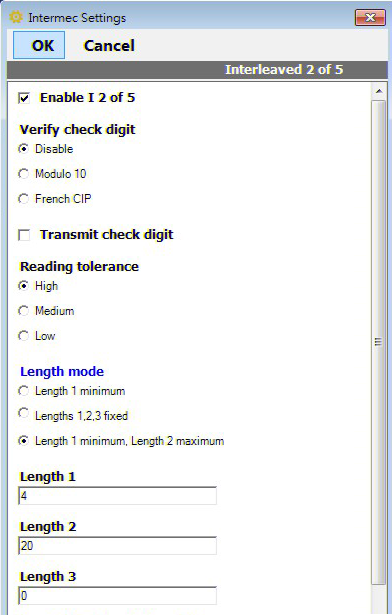 Intermec Settings
OK Cancel
Interleaved 2 of 5
Enable I 2 of 5
Verify check digit
Disable
Modulo 10
French CIP
Transmit check digit
Reading tolerance
High
Medium
Low
Length mode
Length 1 minimum
Lengths 1,2,3 fixed
Length 1 minimum, Length 2 maximum
Length 1
4
Length 2
20
Length 3
0